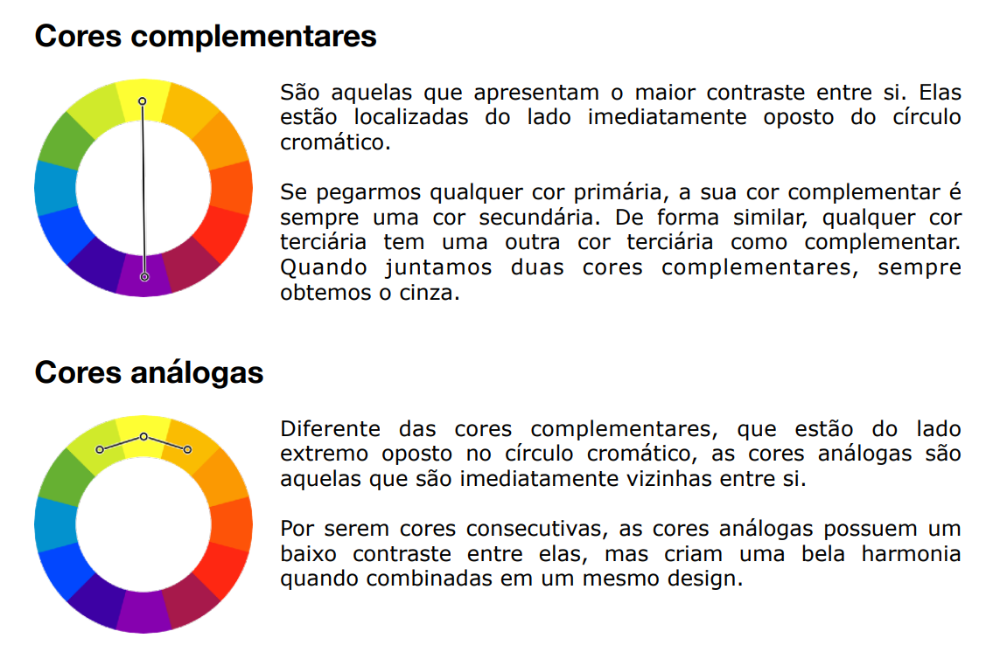 Cores complementares
São aquelas que apresentam o maior contraste entre si. Elas
estão localizadas do lado imediatamente oposto do círculo
cromático.
Se pegarmos qualquer cor primária, a sua cor complementar é
sempre uma cor secundária. De forma similar, qualquer cor
terciária tem uma outra cor terciária como complementar.
Quando juntamos duas cores complementares, sempre
obtemos o cinza.
Cores análogas
Diferente das cores complementares, que estão do lado
extremo oposto no círculo cromático, as cores análogas são
aquelas que são imediatamente vizinhas entre si.
Por serem cores consecutivas, as cores análogas possuem um
baixo contraste entre elas, mas criam uma bela harmonia
quando combinadas em um mesmo design.